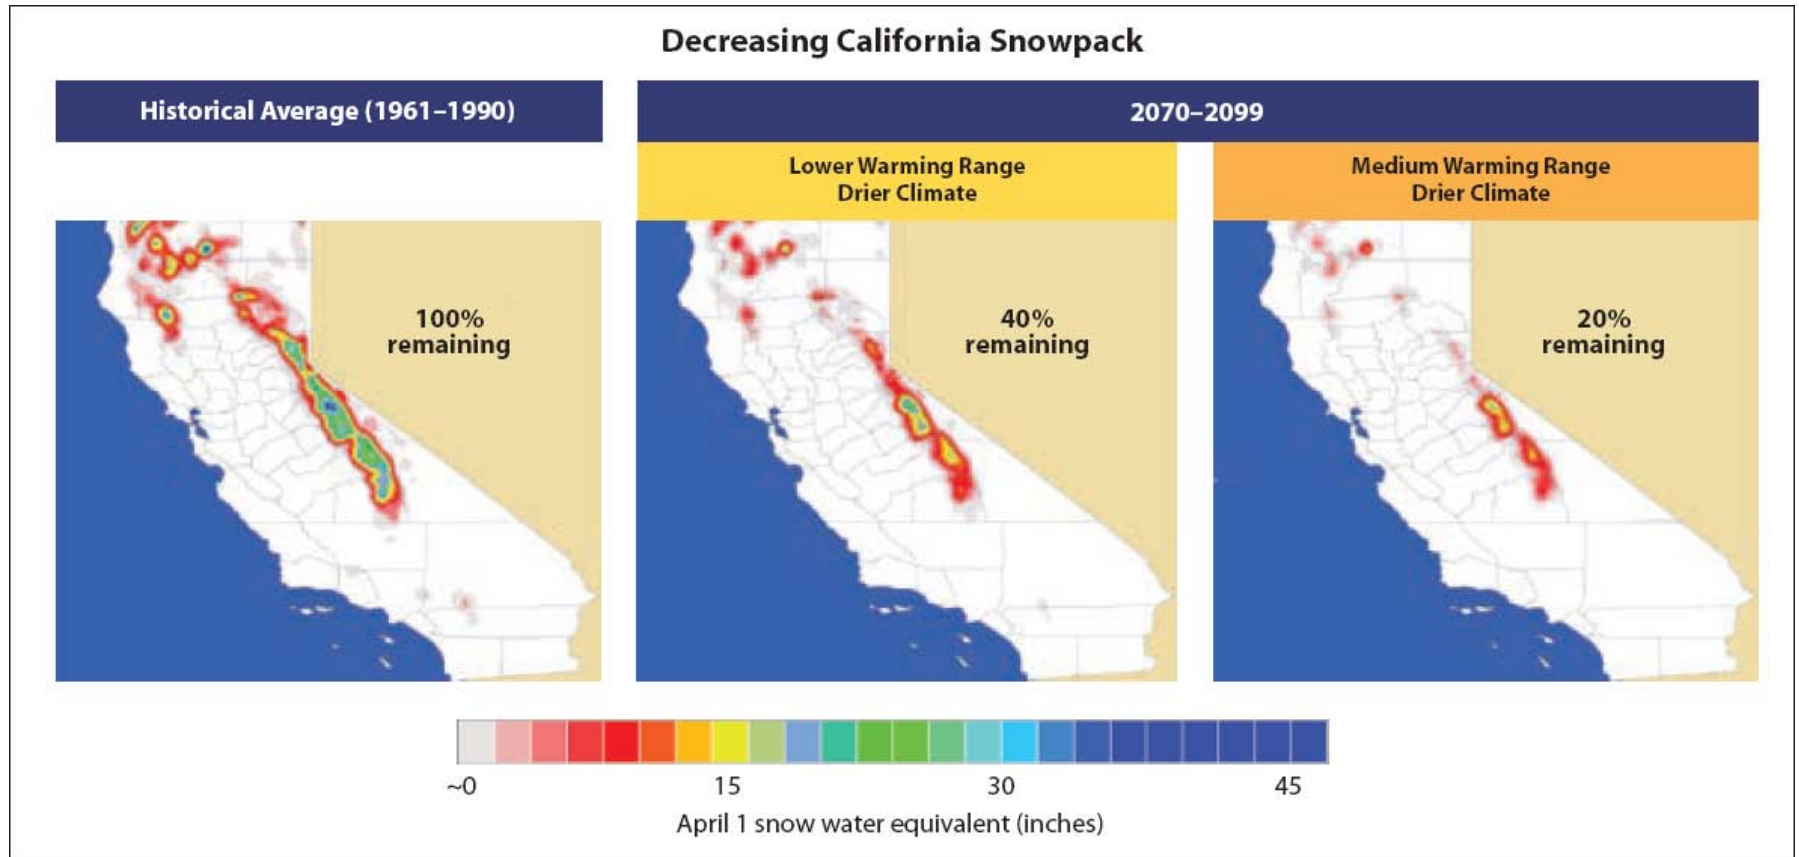 Decreasing California Snowpack
Historical Average (1961–1990)
2070–2099
Lower Warming Range
Drier Climate
Medium Warming Range
Drier Climate
100%
remaining
40%
remaining
20%
remaining
~0
15
30
45
April 1 snow water equivalent (inches)